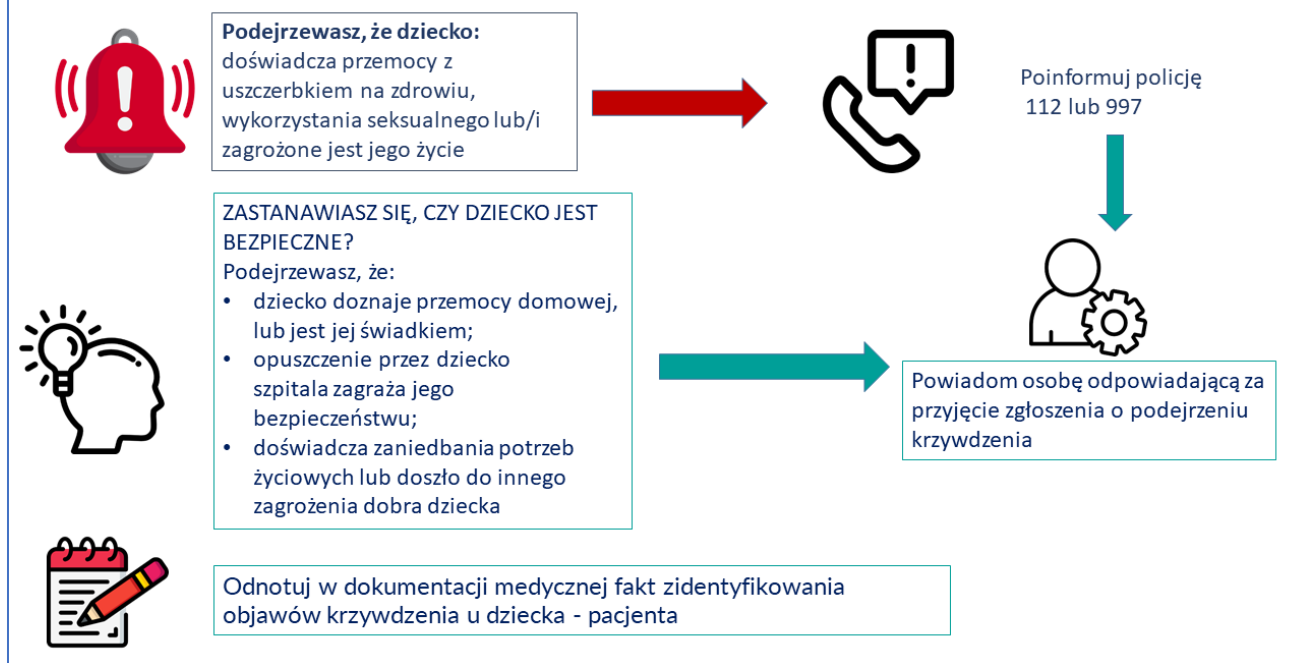 Podejrzewasz, że dziecko:
doświadcza przemocy z
uszczerbkiem na zdrowiu,
wykorzystania seksualnego lub/i
zagrożone jest jego życie
Poinformuj policję
112 lub 997
ZASTANAWIASZ SIĘ, CZY DZIECKO JEST
BEZPIECZNE?
Podejrzewasz, że:
• dziecko doznaje przemocy domowej,
lub jest jej świadkiem;
• opuszczenie przez dziecko
szpitala zagraża jego
bezpieczeństwu;
• doświadcza zaniedbania potrzeb
życiowych lub doszło do innego
zagrożenia dobra dziecka
Powiadom osobę odpowiadającą za
przyjęcie zgłoszenia o podejrzeniu
krzywdzenia
Odnotuj w dokumentacji medycznej fakt zidentyfikowania
objawów krzywdzenia u dziecka - pacjenta